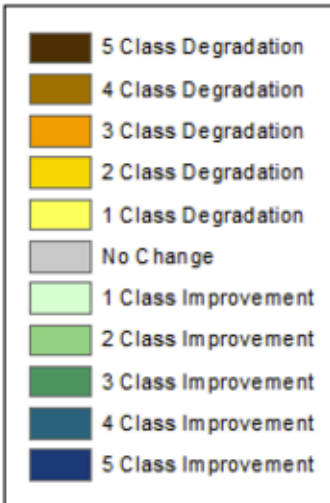 5 Class Degradation
4 Class Degradation
3 Class Degradation
2 Class Degradation
1 Class Degradation
No Change
1 Class Improvement
2 Class Improvement
3 Class Improvement
4 Class Improvement
5 Class Improvement